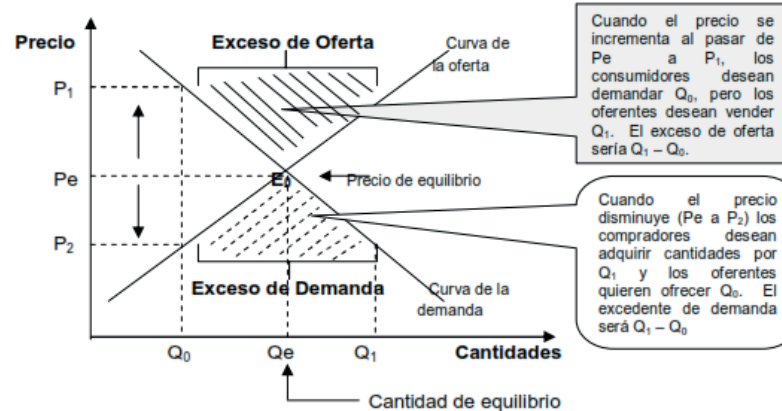 Precio
Exceso de Oferta
Curva de
la oferta
P1
Pe
E0
Precio de equilibrio
P2
Exceso de Demanda
Curva de la
demanda
Q0
Qe
Q1
Cantidades
Cantidad de equilibrio
Cuando el precio se
incrementa al pasar de
Pe a P1, los
consumidores desean
demandar Q0, pero los
oferentes desean vender
Q1. El exceso de oferta
sería Q1 – Q0.
Cuando el precio
disminuye (Pe a P2) los
compradores desean
adquirir cantidades por
Q1 y los oferentes
quieren ofrecer Q0. El
excedente de demanda
será Q1 – Q0